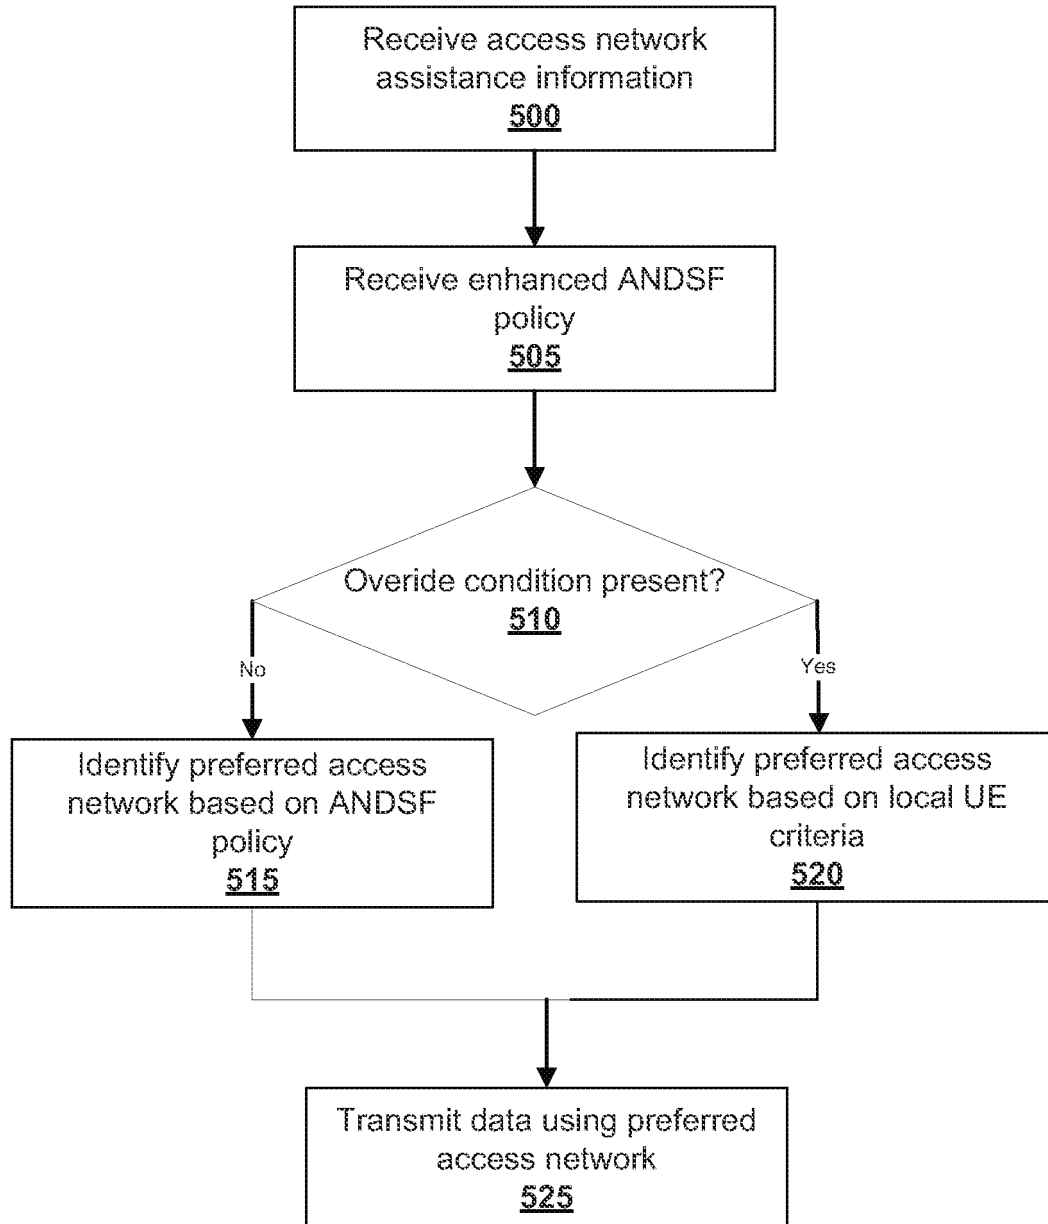 Receive access network
assistance information
500
Receive enhanced ANDSF
policy
505
Overide condition present?
510
No
Yes
Identify preferred access
network based on ANDSF
policy
515
Identify preferred access
network based on local UE
criteria
520
Transmit data using preferred
access network
525